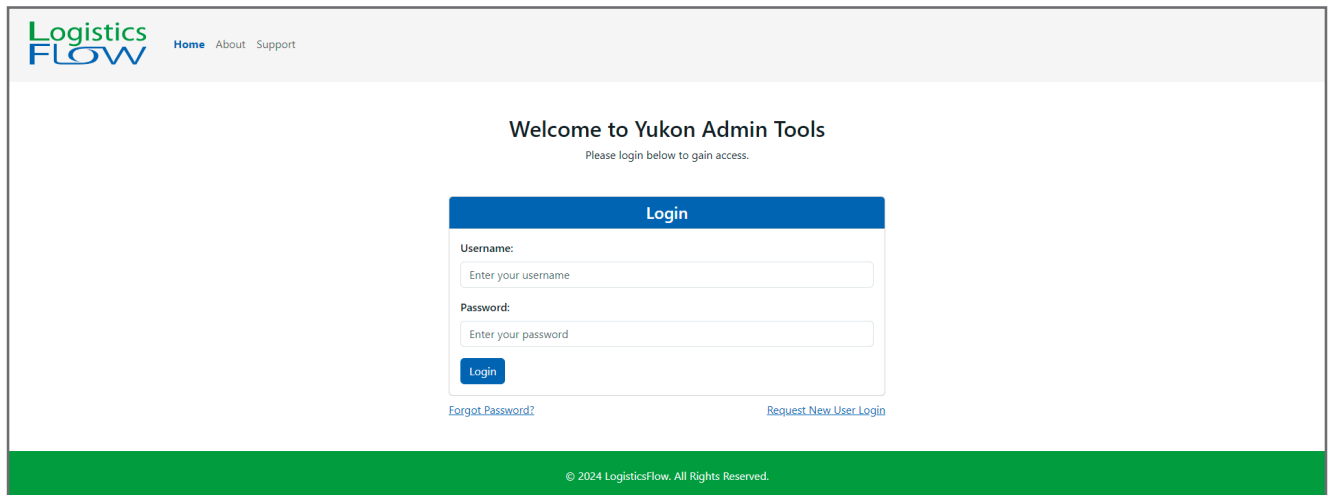 Logistics
FLOW
Home About Support
Welcome to Yukon Admin Tools
Please login below to gain access.
Login
Username:
Enter your username
Password:
Enter your password
Login
Forgot Password? Request New User Login
© 2024 LogisticsFlow. All Rights Reserved.